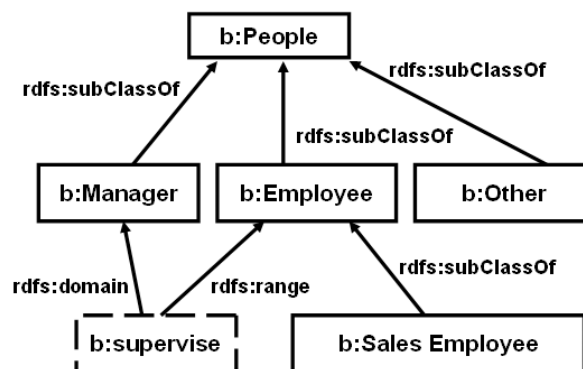 b:People
rdfs:subClassOf
rdfs:subClassOf
rdfs:subClassOf
b:Manager
b:Employee
b:Other
rdfs:domain
rdfs:range
rdfs:subClassOf
b:supervise
b:Sales Employee